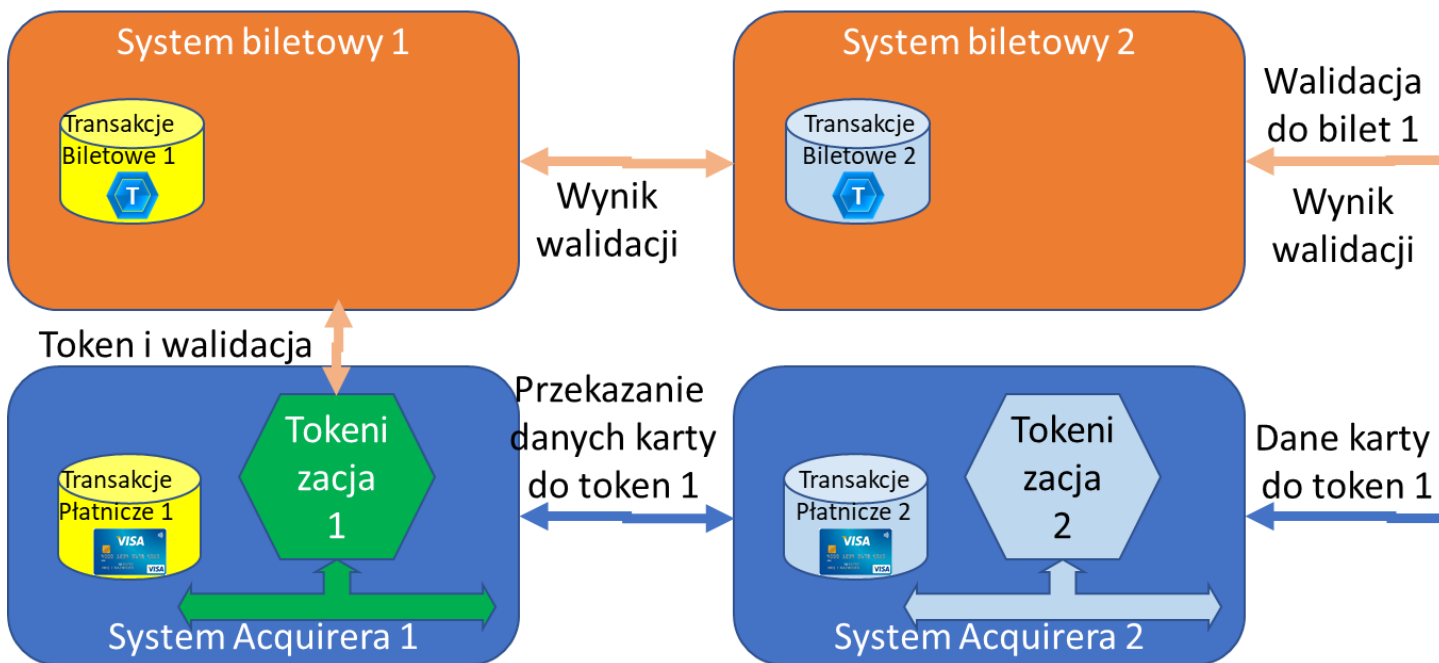 System biletowy 1
System biletowy 2
Transakcje
Biletowe 1
T
Transakcje
Biletowe 2
T
Walidacja
do bilet 1
Wynik
walidacji
Wynik
walidacji
Token i walidacja
Tokeni
zacja
1
Transakcje
Płatnicze 1
VISA
VISA
Przekazanie
danych karty
do token 1
Tokeni
zacja
2
Transakcje
Płatnicze 2
VISA
VISA
Dane karty
do token 1
System Acquirera 1
System Acquirera 2